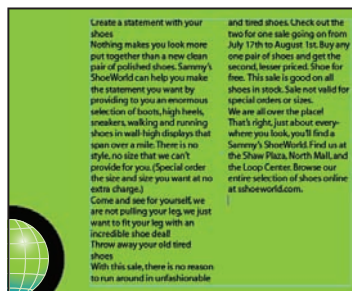 Create a statement with your
shoes
Nothing makes you look more
put together than a new clean
pair of polished shoes. Sammy's
ShoeWorld can help you make
the statement you want by
providing to you an enormous
selection of boots, high heels,
sneakers, walking and running
shoes in wall-high displays that
span over a mile. There is no
style, no size that we can't
provide for you. (Special order
the size and size you want at no
extra charge.)
Come and see for yourself, we
are not pulling your leg, we just
want to fit your leg with an
incredible shoe deal!
Throw away your old tired
shoes
With this sale, there is no reason
to run around in unfashionable
and tired shoes. Check out the
two for one sale going on from
July 17th to August 1st. Buy any
one pair of shoes and get the
second, lesser priced. Shoe for
free. This sale is good on all
shoes in stock. Sale not valid for
special orders or sizes.
We are all over the place!
That's right, just about every-
where you look, you'll find a
Sammy's ShoeWorld. Find us at
the Shaw Plaza, North Mall, and
the Loop Center. Browse our
entire selection of shoes online
at sshoeworld.com.